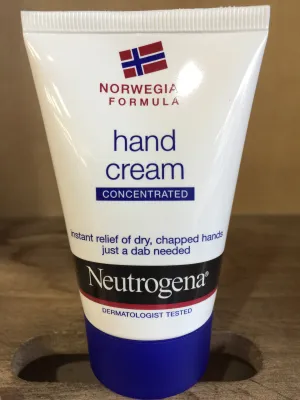 NORWEGIAN
FORMULA
hand
cream
CONCENTRATED
instant relief of dry, chapped hands
just a dab needed
Neutrogena®
DERMATOLOGIST TESTED